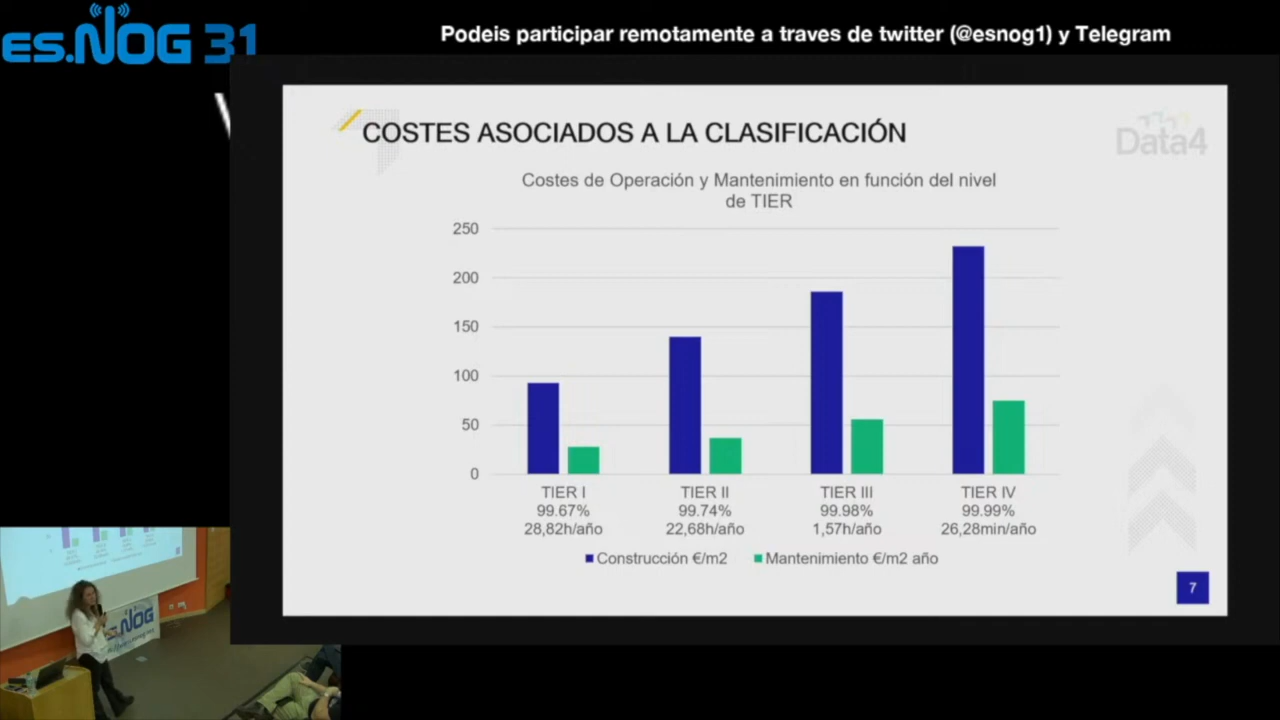 es.NOG 31
Podeis participar remotamente a traves de twitter (@esnog1) y Telegram
COSTES ASOCIADOS A LA CLASIFICACIÓN
Data4
Costes de Operación y Mantenimiento en función del nivel
de TIER
250
200
150
100
50
0
TIER I
99.67%
28,82h/año
TIER II
99.74%
22,68h/año
TIER III
99.98%
1,57h/año
TIER IV
99.99%
26,28min/año
Construcción €/m2
Mantenimiento €/m2 año
7
es.NOG